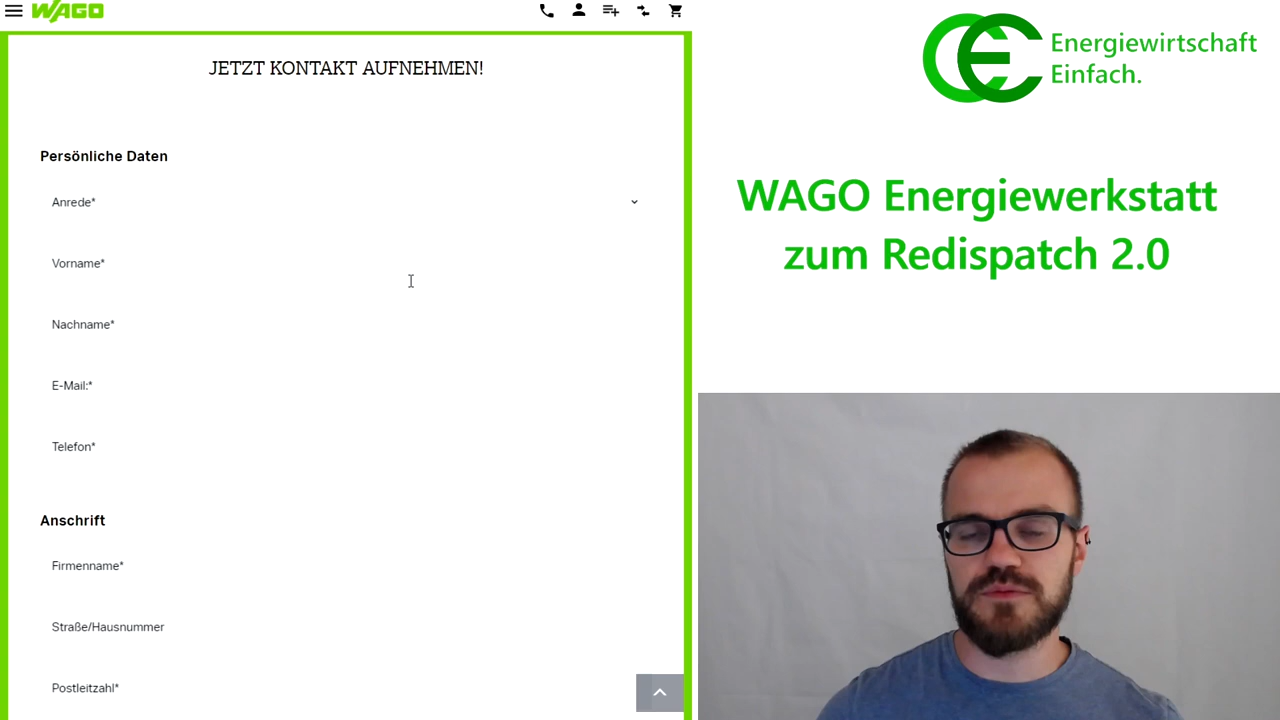 WAGO
JETZT KONTAKT AUFNEHMEN!
Persönliche Daten
Anrede*
Vorname*
Nachname*
E-Mail:*
Telefon*
Anschrift
Firmenname*
Straße/Hausnummer
Postleitzahl*
Energiewirtschaft
Einfach.
WAGO Energiewerkstatt
zum Redispatch 2.0